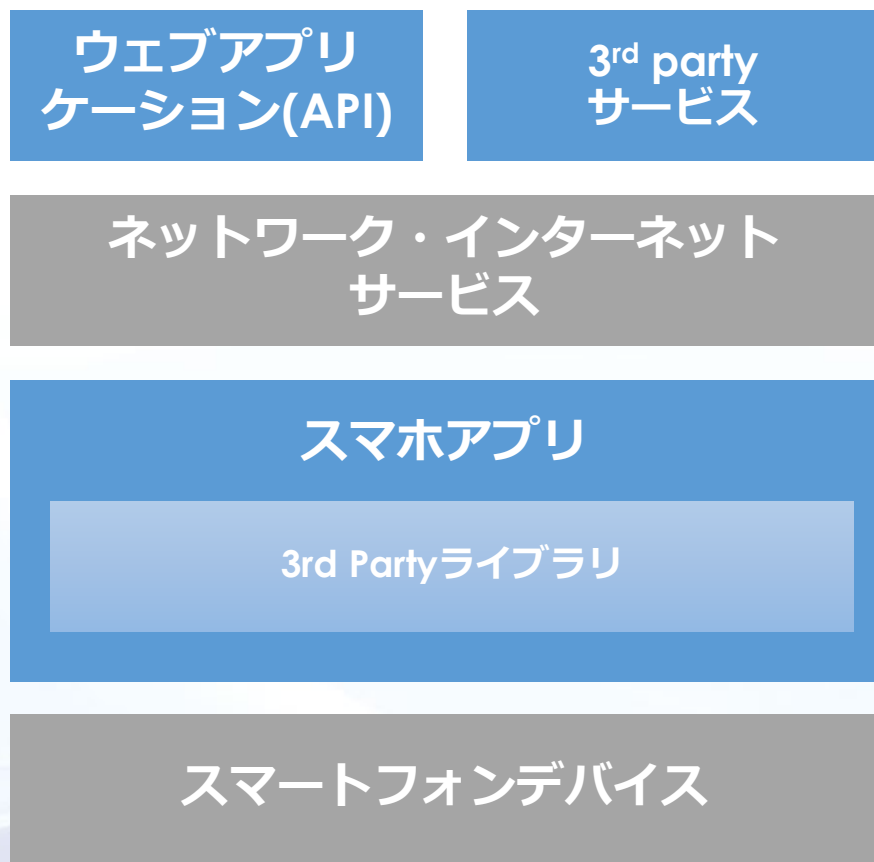 ウェブアプリ
ケーション(API)
3rd party
サービス
ネットワーク・インターネット
サービス
スマホアプリ
3rd Partyライブラリ
スマートフォンデバイス